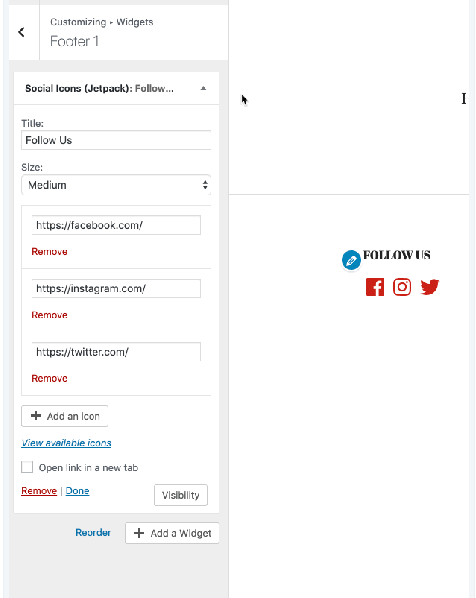 Customizing ▸ Widgets
Footer 1
Social Icons (Jetpack): Follow...
Title:
Follow Us
Size:
Medium
https://facebook.com/
Remove
https://instagram.com/
Remove
https://twitter.com/
Remove
Add an Icon
View available icons
Open link in a new tab
Remove | Done
Visibility
Reorder
Add a Widget
FOLLOW US